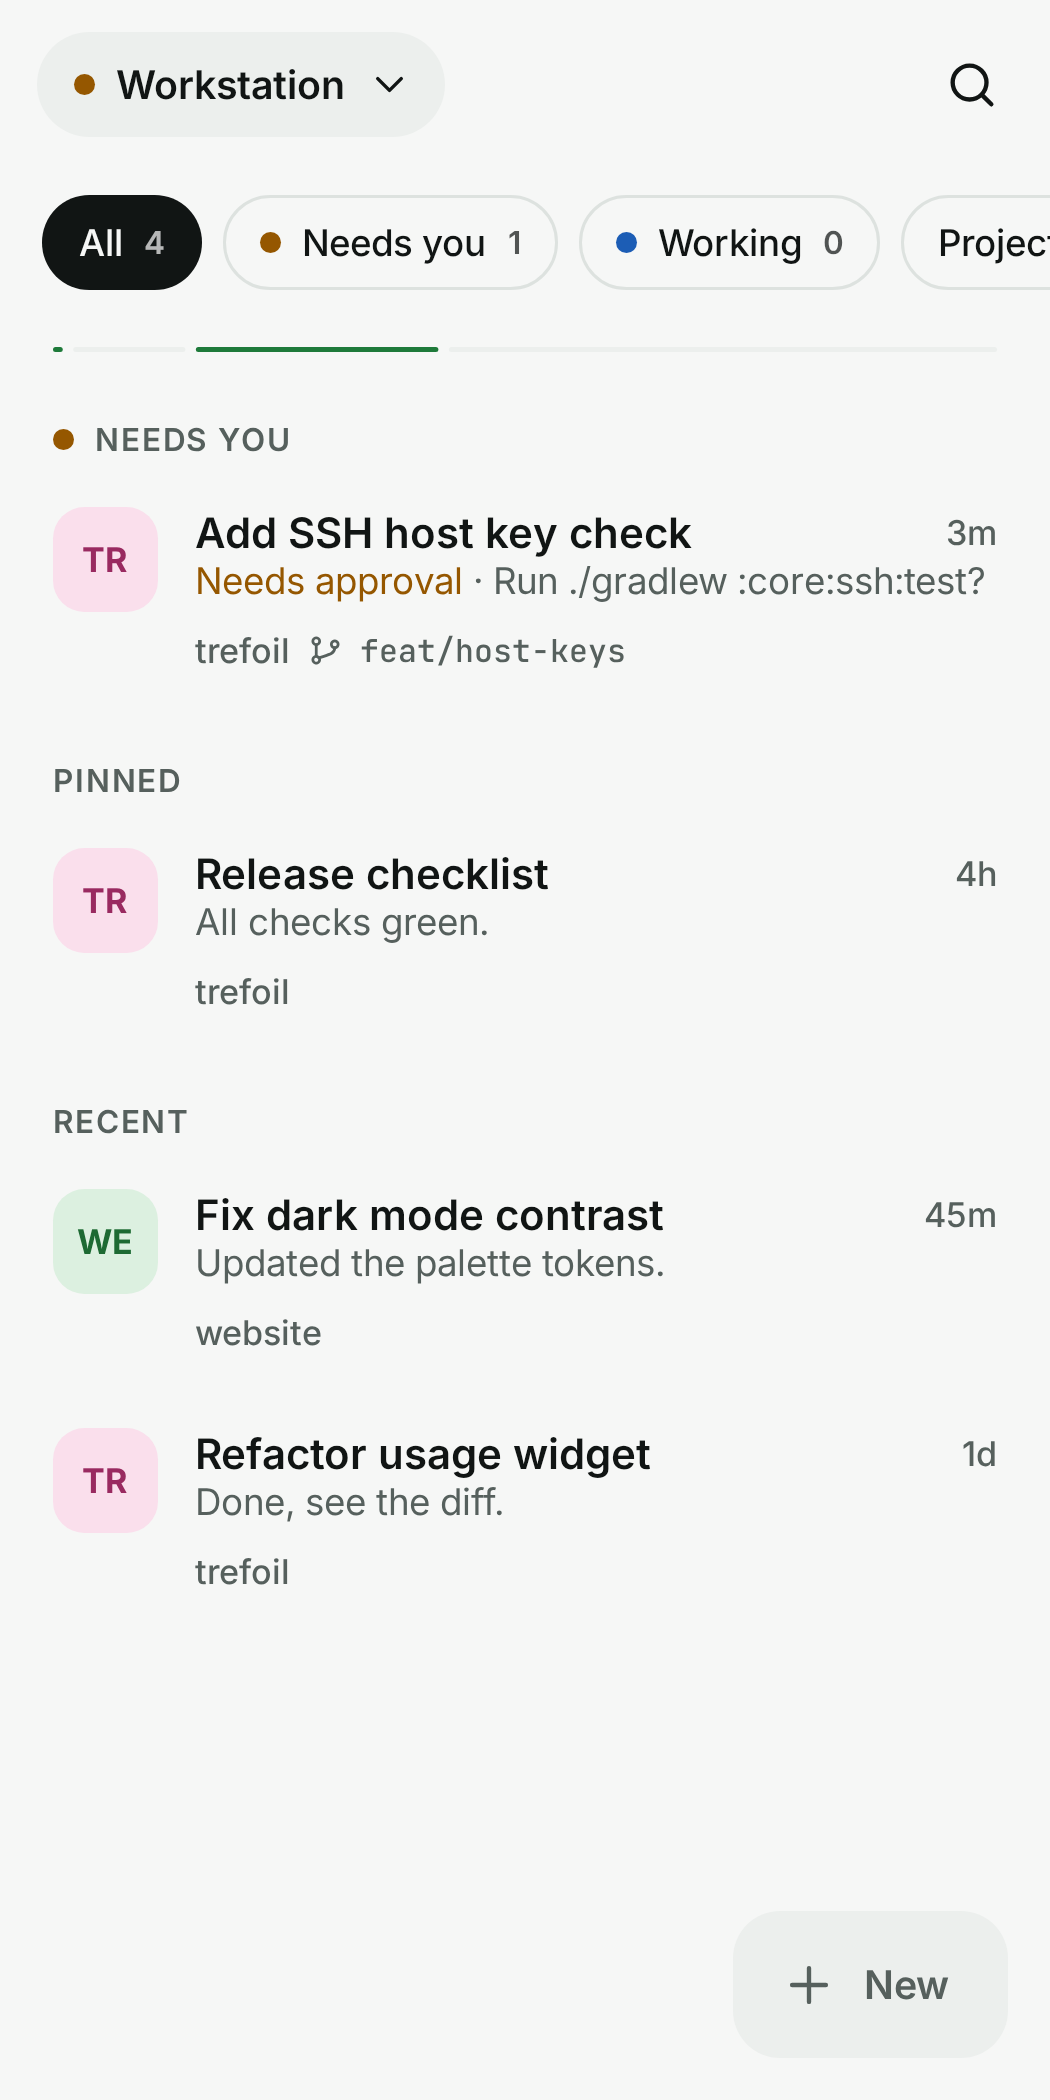 Workstation
All 4
Needs you 1
Working 0
Project
NEEDS YOU
TR
Add SSH host key check
3m
Needs approval · Run ./gradlew :core:ssh:test?
trefoil feat/host-keys
PINNED
TR
Release checklist
4h
All checks green.
trefoil
RECENT
WE
Fix dark mode contrast
45m
Updated the palette tokens.
website
TR
Refactor usage widget
1d
Done, see the diff.
trefoil
New